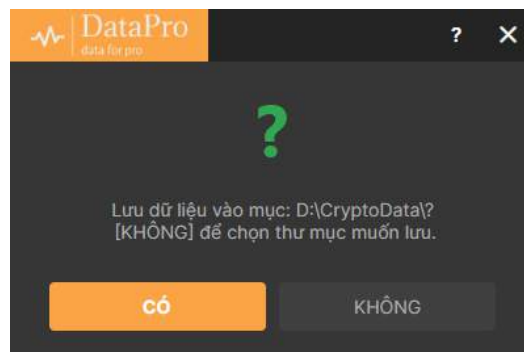 DataPro
data for pro
?
?
Lưu dữ liệu vào mục: D:\CryptoData\?
[KHÔNG] để chọn thư mục muốn lưu.
CÓ
KHÔNG